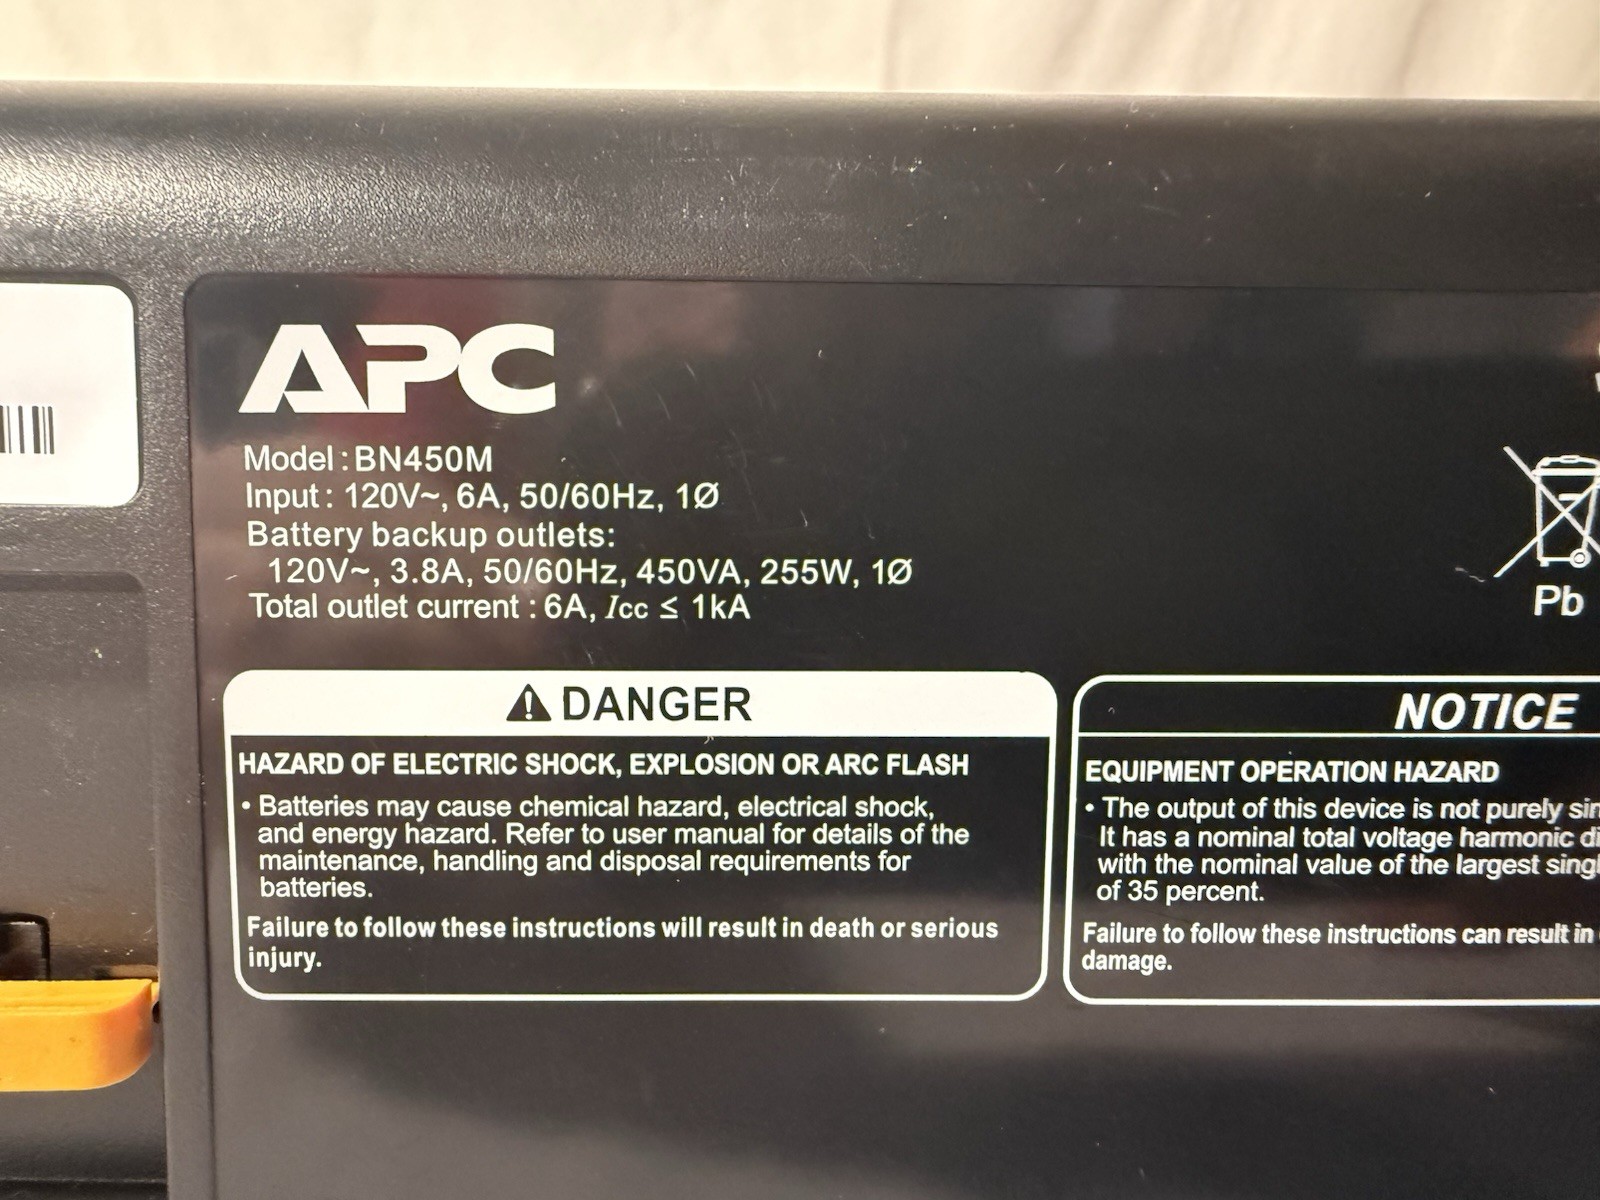 APC
Model : BN450M
Input : 120V~, 6A, 50/60Hz, 1Ø
Battery backup outlets:
120V~, 3.8A, 50/60Hz, 450VA, 255W, 1Ø
Total outlet current : 6A, Icc ≤ 1kA
Pb
⚠ DANGER
HAZARD OF ELECTRIC SHOCK, EXPLOSION OR ARC FLASH
• Batteries may cause chemical hazard, electrical shock,
and energy hazard. Refer to user manual for details of the
maintenance, handling and disposal requirements for
batteries.
Failure to follow these instructions will result in death or serious
injury.
NOTICE
EQUIPMENT OPERATION HAZARD
• The output of this device is not purely
It has a nominal total voltage harmonic
with the nominal value of the largest
of 35 percent.
Failure to follow these instructions can result in
damage.